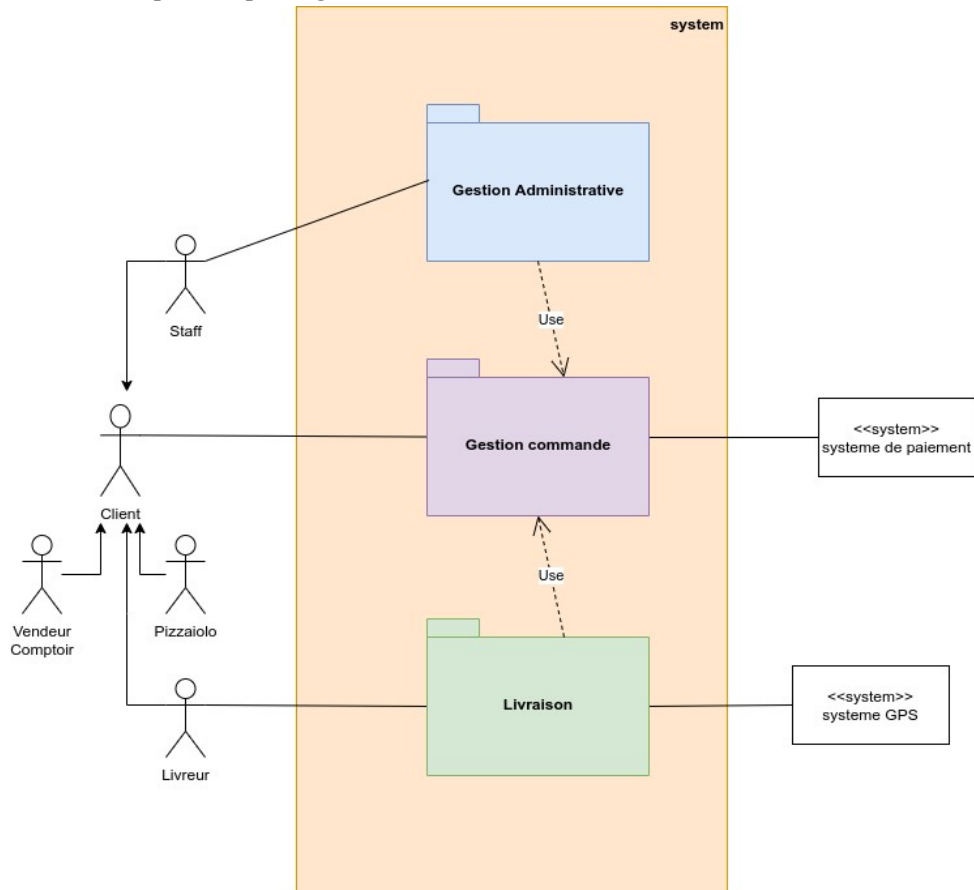 system
Gestion Administrative
Staff
Use
Client
Gestion commande
<<system>>
systeme de paiement
Vendeur
Comptoir
Pizzaiolo
Use
Livreur
Livraison
<<system>>
systeme GPS